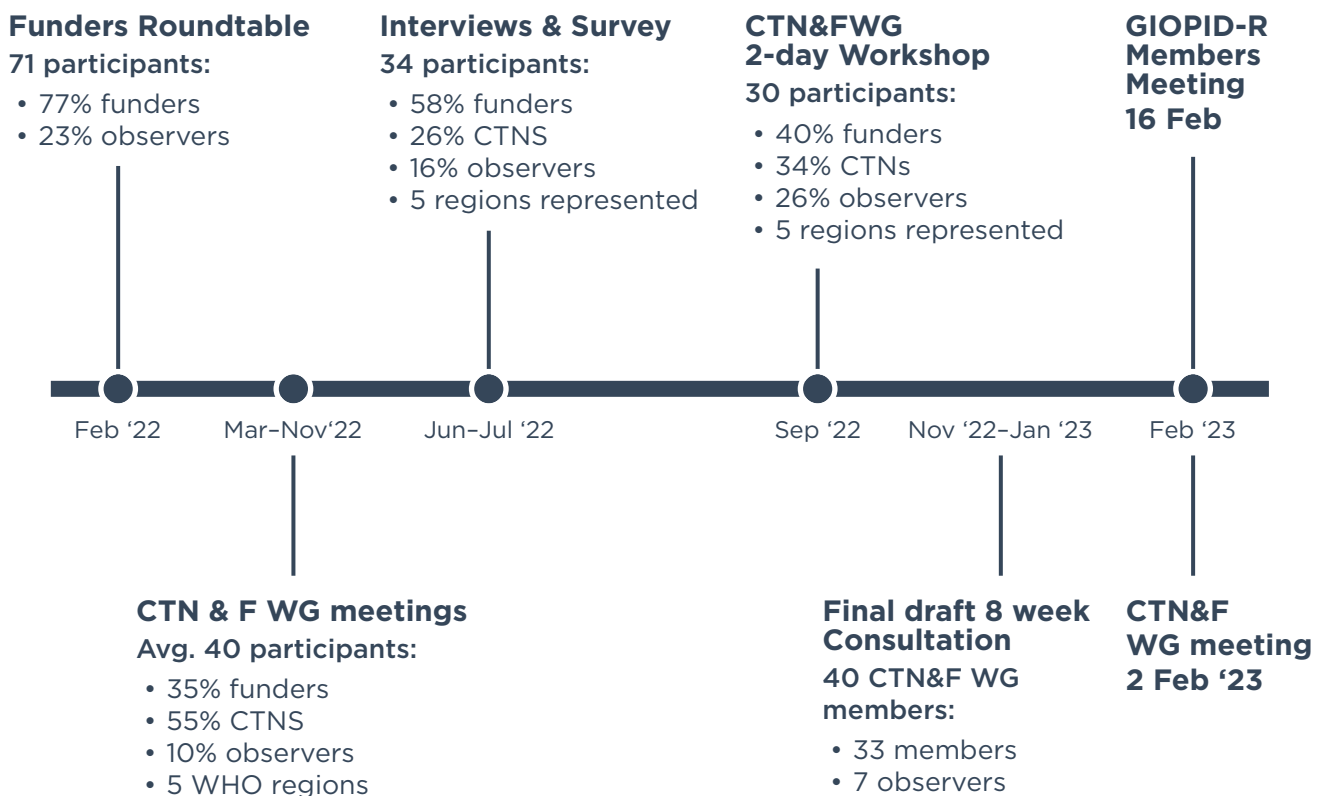 Funders Roundtable
71 participants:
• 77% funders
• 23% observers
Interviews & Survey
34 participants:
• 58% funders
• 26% CTNS
• 16% observers
• 5 regions represented
CTN&FWG
2-day Workshop
30 participants:
• 40% funders
• 34% CTNs
• 26% observers
• 5 regions represented
GIOPID-R
Members
Meeting
16 Feb
Feb ‘22
Mar–Nov‘22
Jun–Jul ‘22
Sep ‘22
Nov ‘22–Jan ‘23
Feb ‘23
CTN & F WG meetings
Avg. 40 participants:
• 35% funders
• 55% CTNS
• 10% observers
• 5 WHO regions
Final draft 8 week
Consultation
40 CTN&F WG
members:
• 33 members
• 7 observers
CTN&F
WG meeting
2 Feb ‘23